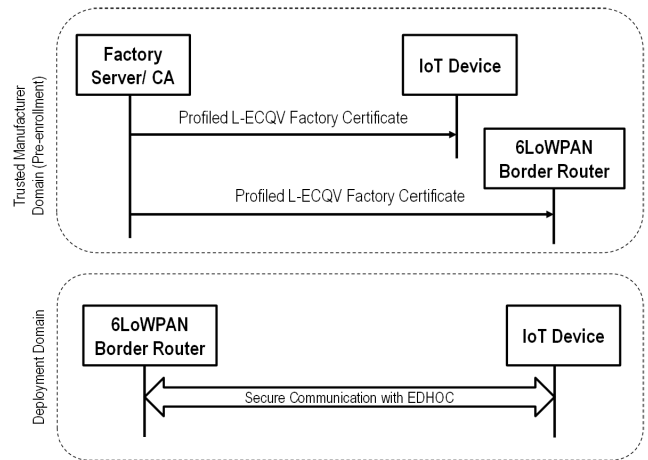 Trusted Manufacturer
Domain (Pre-enrollment)
Factory
Server/ CA
IoT Device
Profiled L-ECQV Factory Certificate
6LoWPAN
Border Router
Profiled L-ECQV Factory Certificate
Deployment Domain
6LoWPAN
Border Router
IoT Device
Secure Communication with EDHOC